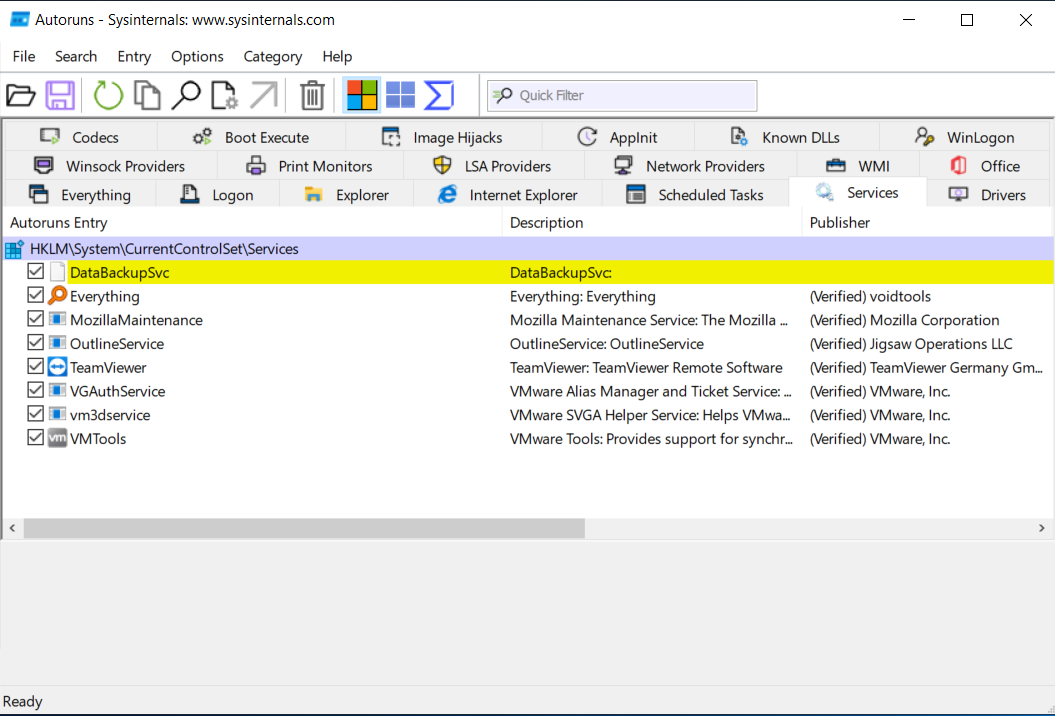 Autoruns - Sysinternals: www.sysinternals.com
File Search Entry Options Category Help
Quick Filter
Codecs Boot Execute Image Hijacks AppInit Known DLLs WinLogon
Winsock Providers Print Monitors LSA Providers Network Providers WMI Office
Everything Logon Explorer Internet Explorer Scheduled Tasks Services Drivers
Autoruns Entry Description Publisher
HKLM\System\CurrentControlSet\Services
DataBackupSvc DataBackupSvc:
Everything Everything: Everything (Verified) voidtools
MozillaMaintenance Mozilla Maintenance Service: The Mozilla ... (Verified) Mozilla Corporation
OutlineService OutlineService: OutlineService (Verified) Jigsaw Operations LLC
TeamViewer TeamViewer: TeamViewer Remote Software (Verified) TeamViewer Germany Gm...
VGAuthService VMware Alias Manager and Ticket Service: ... (Verified) VMware, Inc.
vm3dservice VMware SVGA Helper Service: Helps VMwa... (Verified) VMware, Inc.
vm VMTools VMware Tools: Provides support for synchr... (Verified) VMware, Inc.
Ready